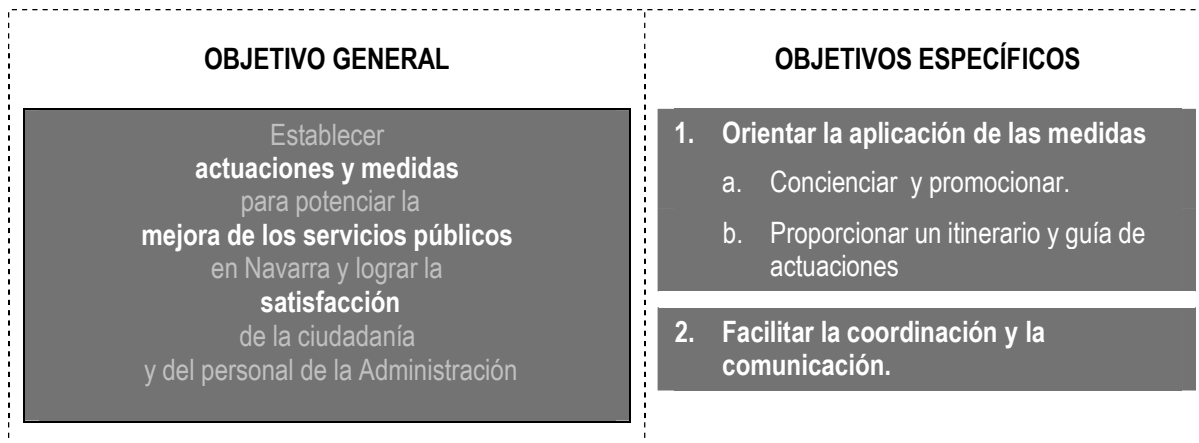 OBJETIVO GENERAL
Establecer
actuaciones y medidas
para potenciar la
mejora de los servicios públicos
en Navarra y lograr la
satisfacción
de la ciudadanía
y del personal de la Administración
OBJETIVOS ESPECÍFICOS
1. Orientar la aplicación de las medidas
a. Concienciar y promocionar.
b. Proporcionar un itinerario y guía de
actuaciones
2. Facilitar la coordinación y la
comunicación.